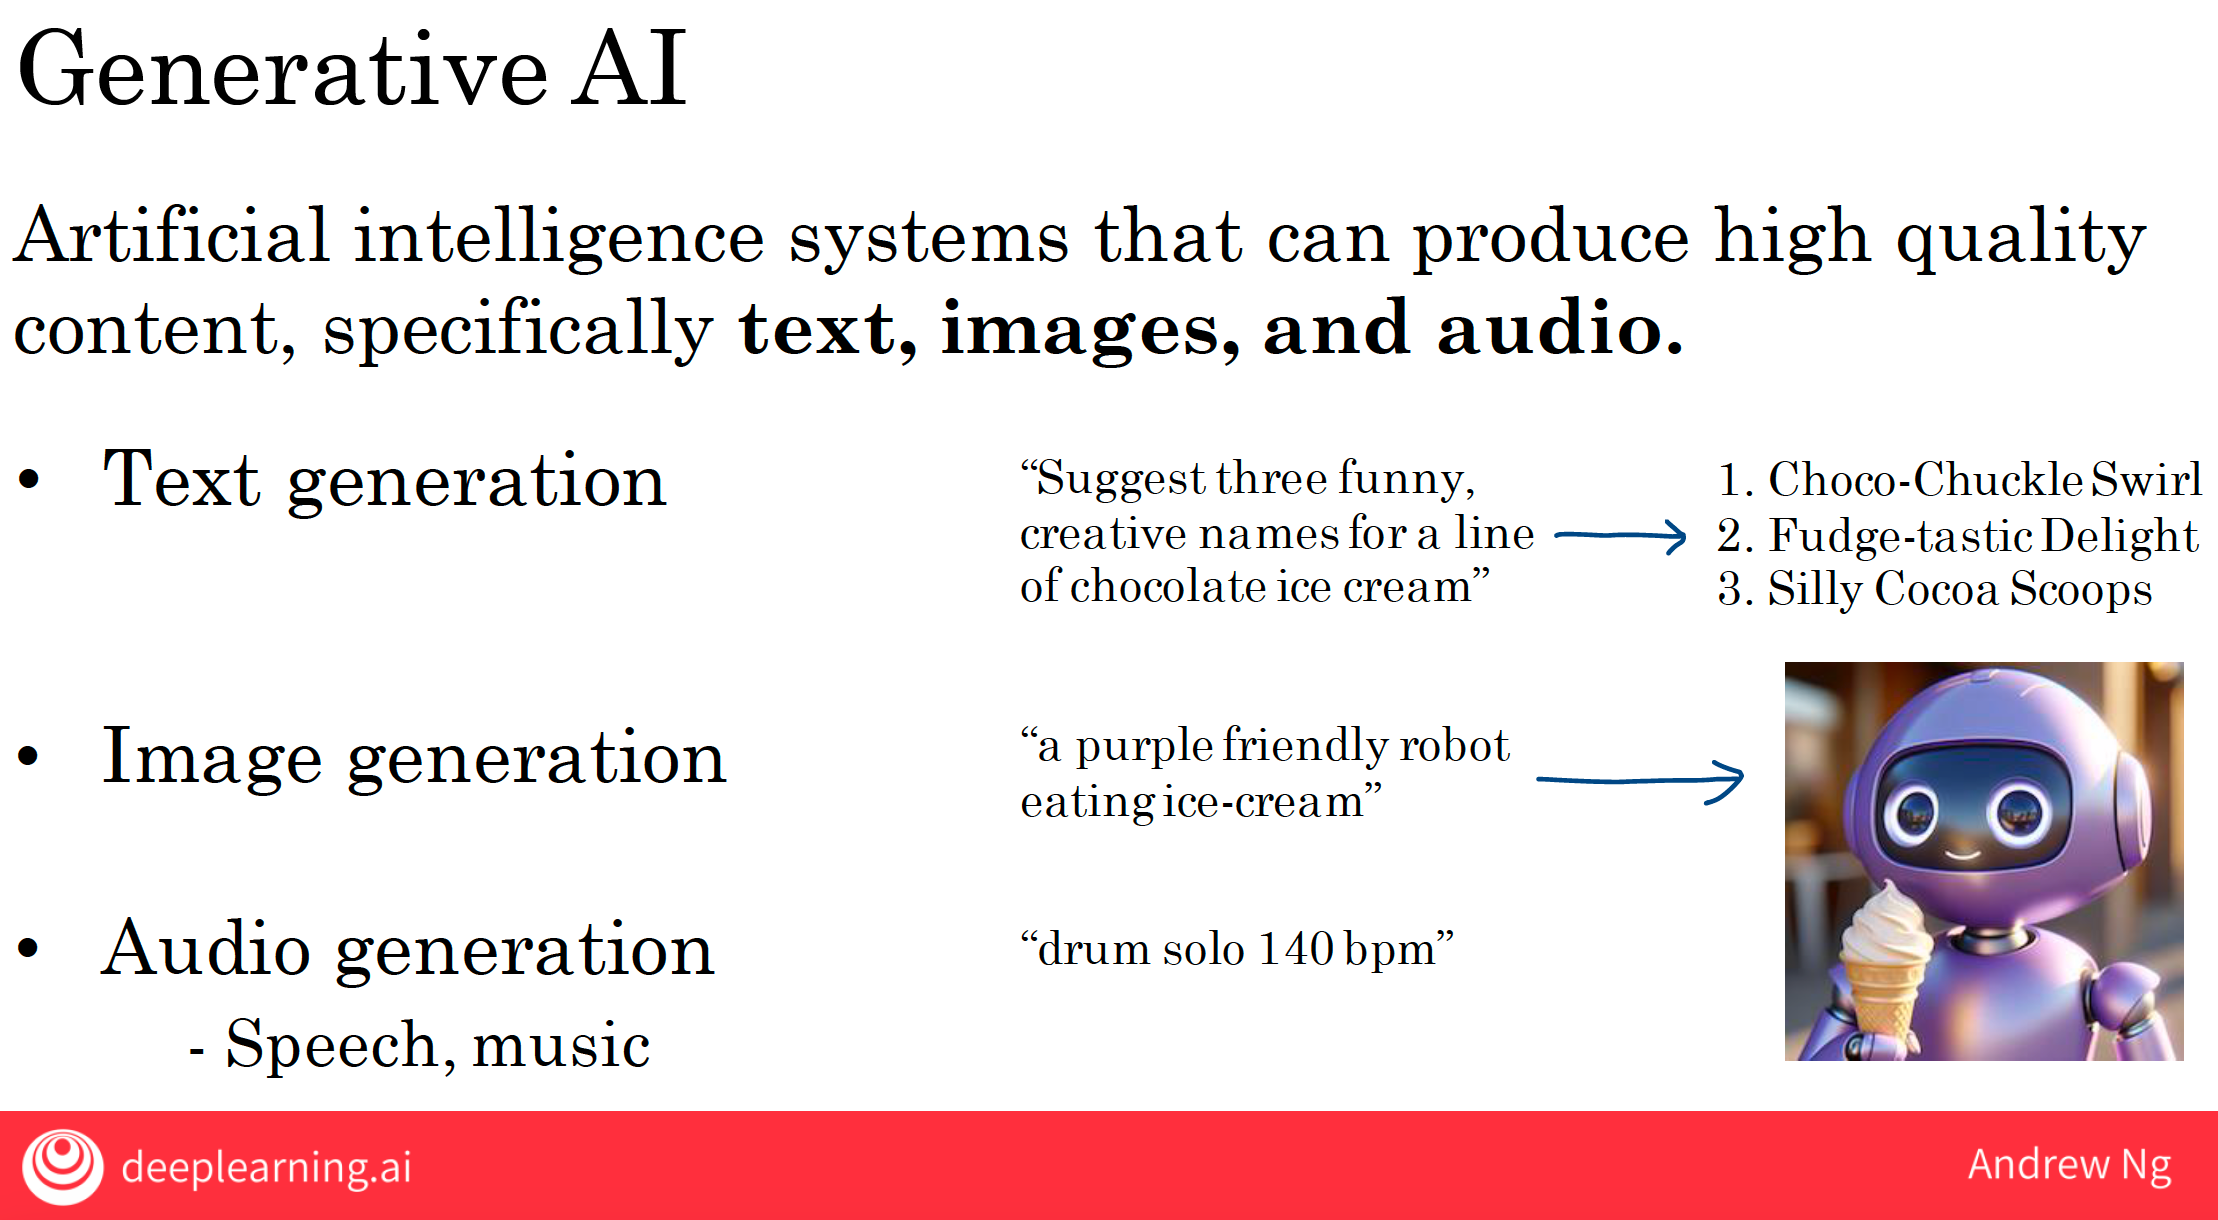 Generative AI
Artificial intelligence systems that can produce high quality
content, specifically text, images, and audio.
• Text generation
“Suggest three funny,
creative names for a line
of chocolate ice cream”
1. Choco-Chuckle Swirl
2. Fudge-tastic Delight
3. Silly Cocoa Scoops
• Image generation
“a purple friendly robot
eating ice-cream”
• Audio generation
- Speech, music
“drum solo 140 bpm”
deeplearning.ai
Andrew Ng